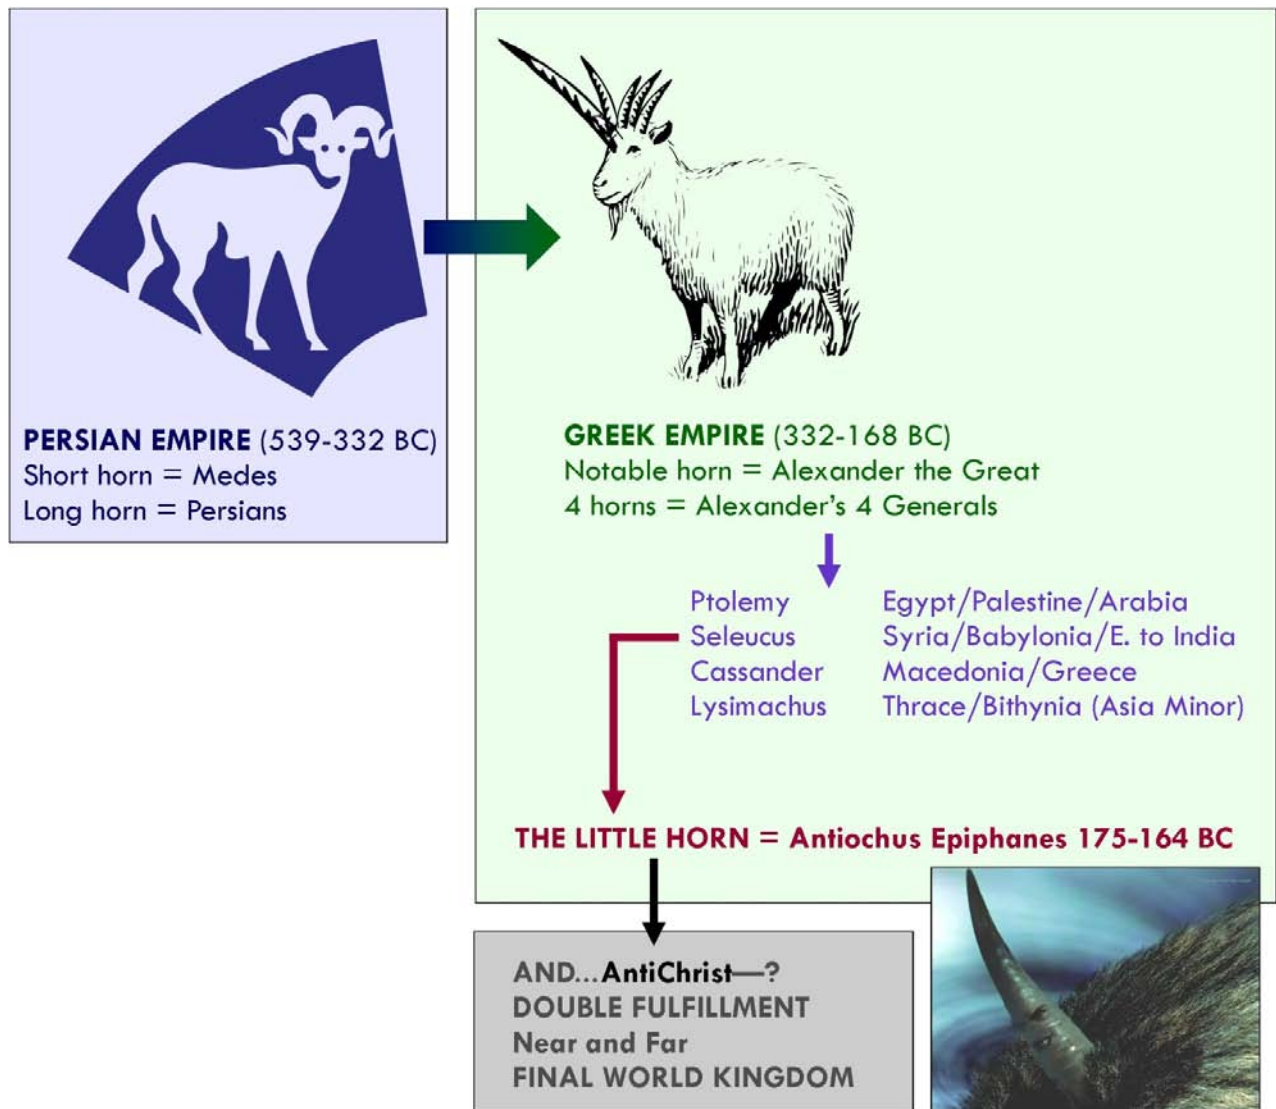 PERSIAN EMPIRE (539-332 BC)
Short horn = Medes
Long horn = Persians
GREEK EMPIRE (332-168 BC)
Notable horn = Alexander the Great
4 horns = Alexander's 4 Generals
Ptolemy Egypt/Palestine/Arabia
Seleucus Syria/Babylonia/E. to India
Cassander Macedonia/Greece
Lysimachus Thrace/Bithynia (Asia Minor)
THE LITTLE HORN = Antiochus Epiphanes 175-164 BC
AND...AntiChrist—?
DOUBLE FULFILLMENT
Near and Far
FINAL WORLD KINGDOM